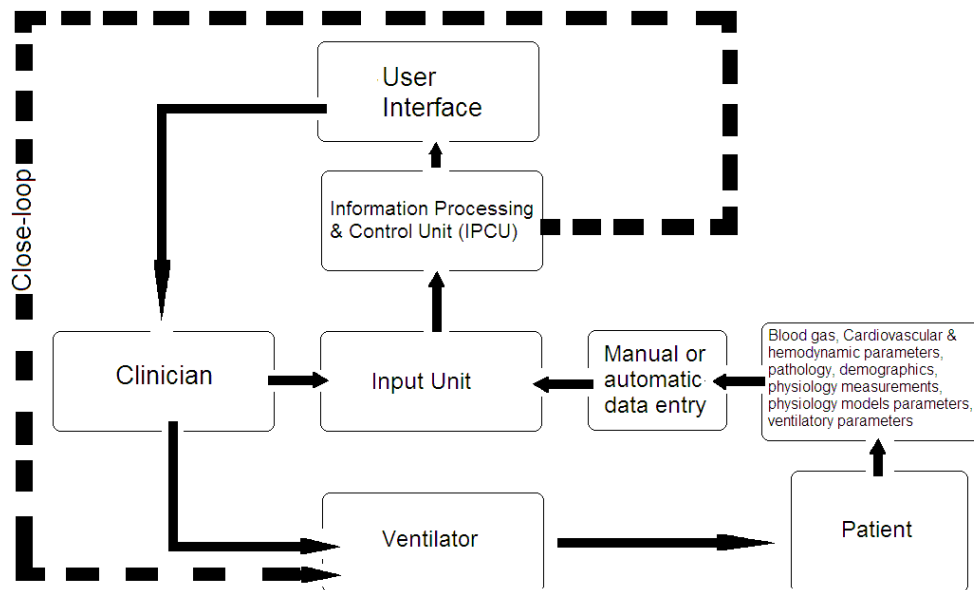 User
Interface
Information Processing
& Control Unit (IPCU)
Close-loop
Clinician
Input Unit
Manual or
automatic
data entry
Blood gas, Cardiovascular &
hemodynamic parameters,
pathology, demographics,
physiology measurements,
physiology models parameters,
ventilatory parameters
Ventilator
Patient